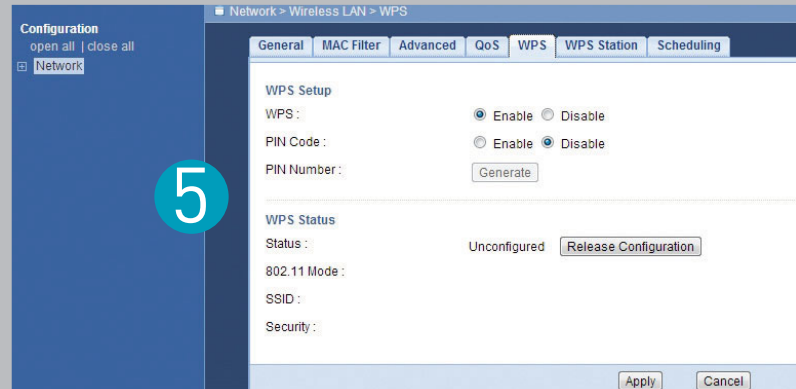 Network > Wireless LAN > WPS
Configuration
open all | close all
Network
General MAC Filter Advanced QoS WPS WPS Station Scheduling
WPS Setup
WPS : Enable Disable
PIN Code : Enable Disable
PIN Number : Generate
5
WPS Status
Status : Unconfigured Release Configuration
802.11 Mode :
SSID :
Security :
Apply Cancel